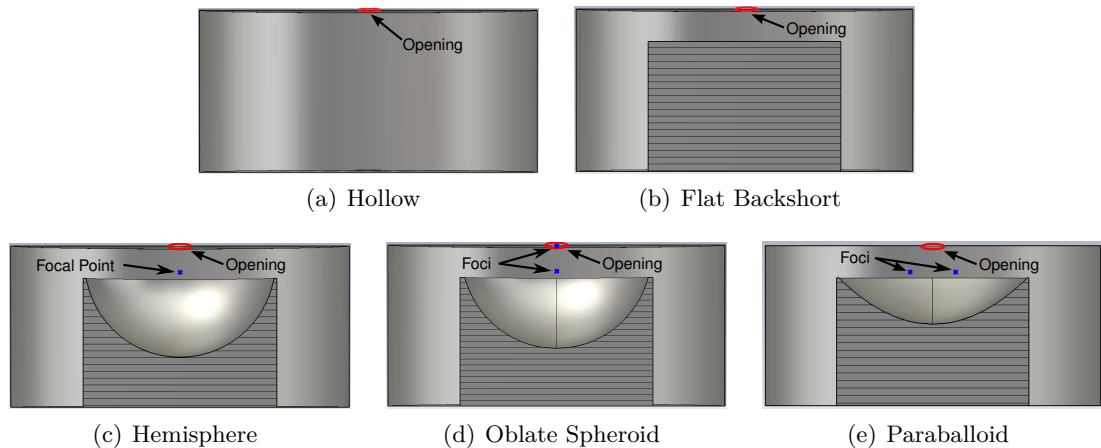 Opening
Opening
(a) Hollow
(b) Flat Backshort
Focal Point
Opening
Foci
Opening
Foci
Opening
(c) Hemisphere
(d) Oblate Spheroid
(e) Paraballoid